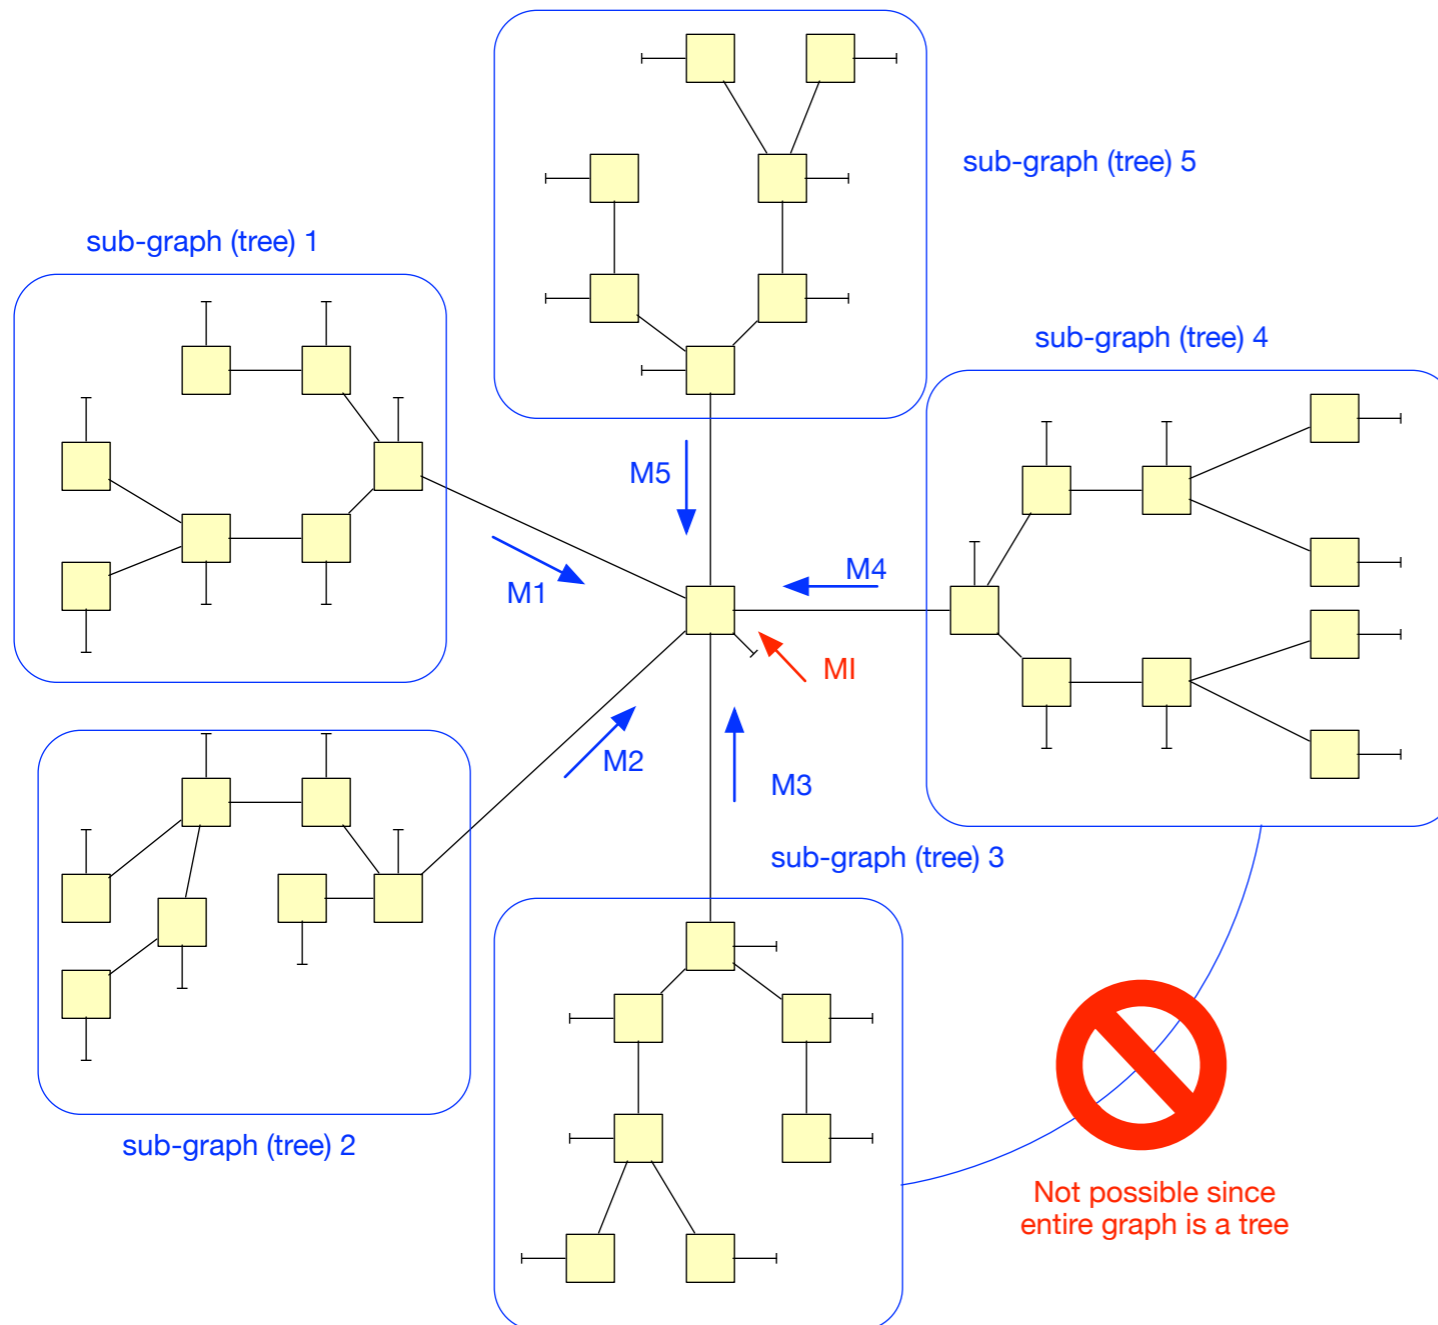 sub-graph (tree) 5
sub-graph (tree) 1
sub-graph (tree) 4
M5
M4
M1
MI
M2
M3
sub-graph (tree) 3
sub-graph (tree) 2
Not possible since
entire graph is a tree